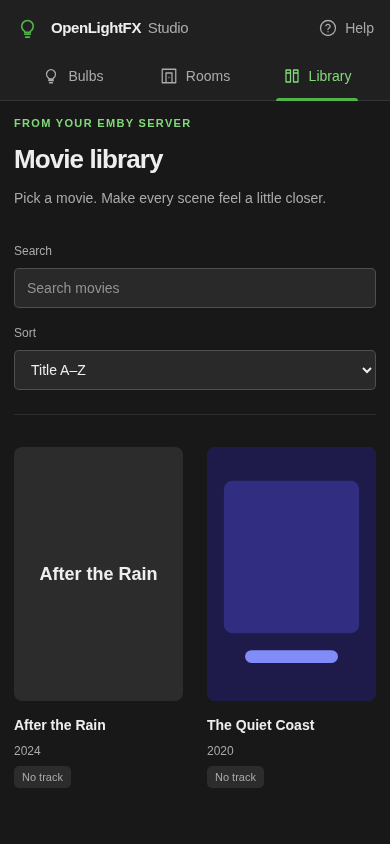 OpenLightFX Studio
Help
Bulbs
Rooms
Library
FROM YOUR EMBY SERVER
Movie library
Pick a movie. Make every scene feel a little closer.
Search
Search movies
Sort
Title A–Z
After the Rain
After the Rain
2024
No track
The Quiet Coast
2020
No track